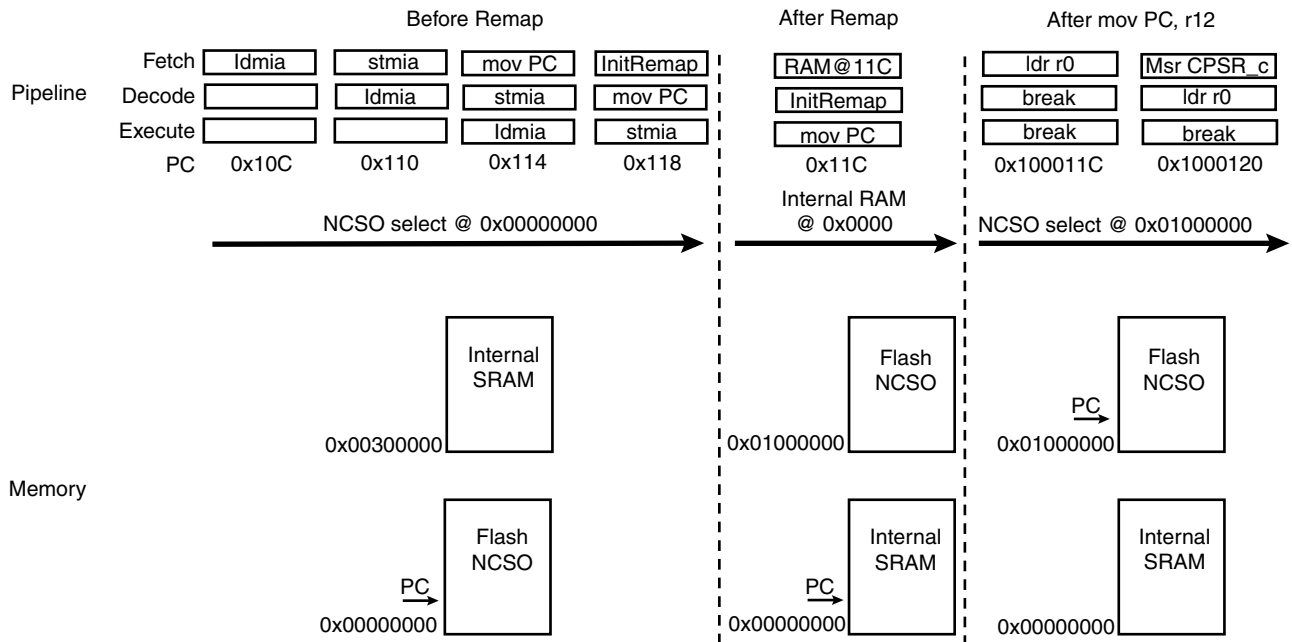 Before Remap After Remap After mov PC, r12
Fetch ldmia stmia mov PC InitRemap RAM@11C ldr r0 Msr CPSR_c
Pipeline Decode ldmia stmia mov PC InitRemap break ldr r0
Execute ldmia stmia mov PC break break
PC 0x10C 0x110 0x114 0x118 0x11C 0x100011C 0x1000120
NCSO select @ 0x00000000
Internal RAM
@ 0x0000
NCSO select @ 0x01000000
Internal
SRAM
0x00300000
Flash
NCSO
0x01000000
Flash
NCSO
PC
0x01000000
Memory
Flash
NCSO
PC
0x00000000
Internal
SRAM
PC
0x00000000
Internal
SRAM
0x00000000